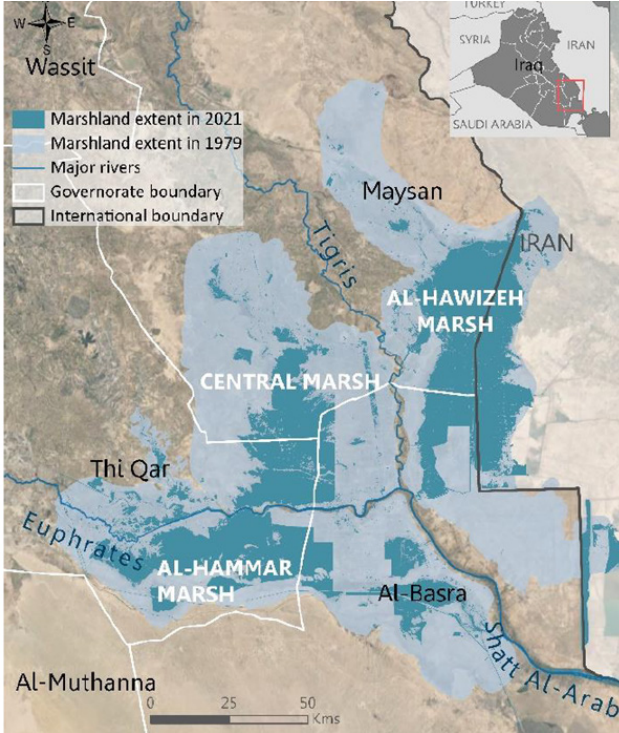 W E
S
Wassit
Marshland extent in 2021
Marshland extent in 1979
Major rivers
Governorate boundary
International boundary
TURKEY
SYRIA
IRAN
Iraq
SAUDI ARABIA
Maysan
Tigris
IRAN
AL-HAWIZEH
MARSH
CENTRAL MARSH
Thi Qar
Euphrates
AL-HAMMAR
MARSH
Al-Basra
Shatt Al-Arab
Al-Muthanna
0 25 50
Kms